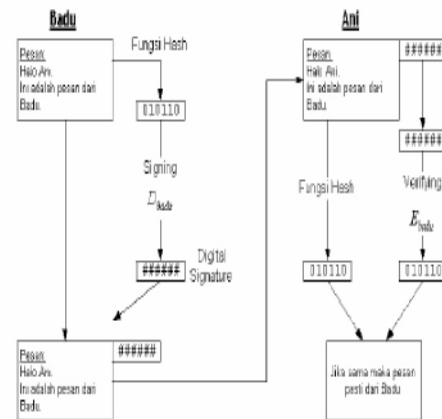 Badu
Pesan:
Halo Ani.
Ini adalah pesan dari
Badu.
Fungsi Hash
010110
Signing
D badu
######
Digital
Signature
Pesan:
Halo Ani.
Ini adalah pesan dari
Badu.
######
Ani
Pesan:
Halo Ani.
Ini adalah pesan dari
Badu.
######
######
Fungsi Hash
Verifying
E badu
010110
010110
Jika sama maka pesan
pasti dari Badu